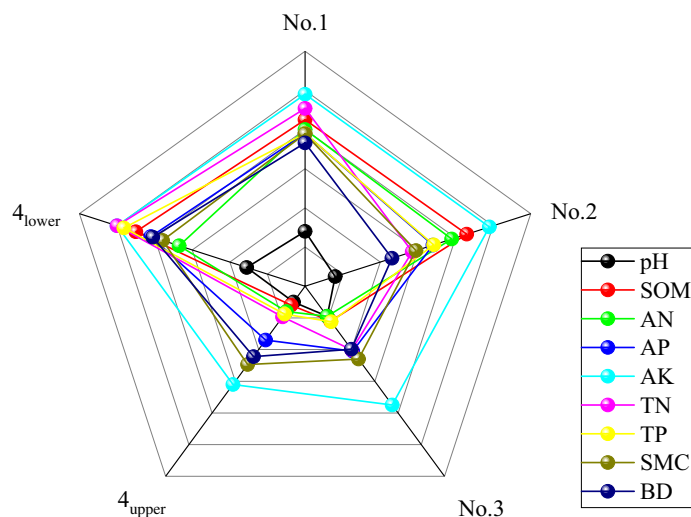 No.1
4lower
No.2
pH
SOM
AN
AP
AK
TN
TP
SMC
BD
4upper
No.3